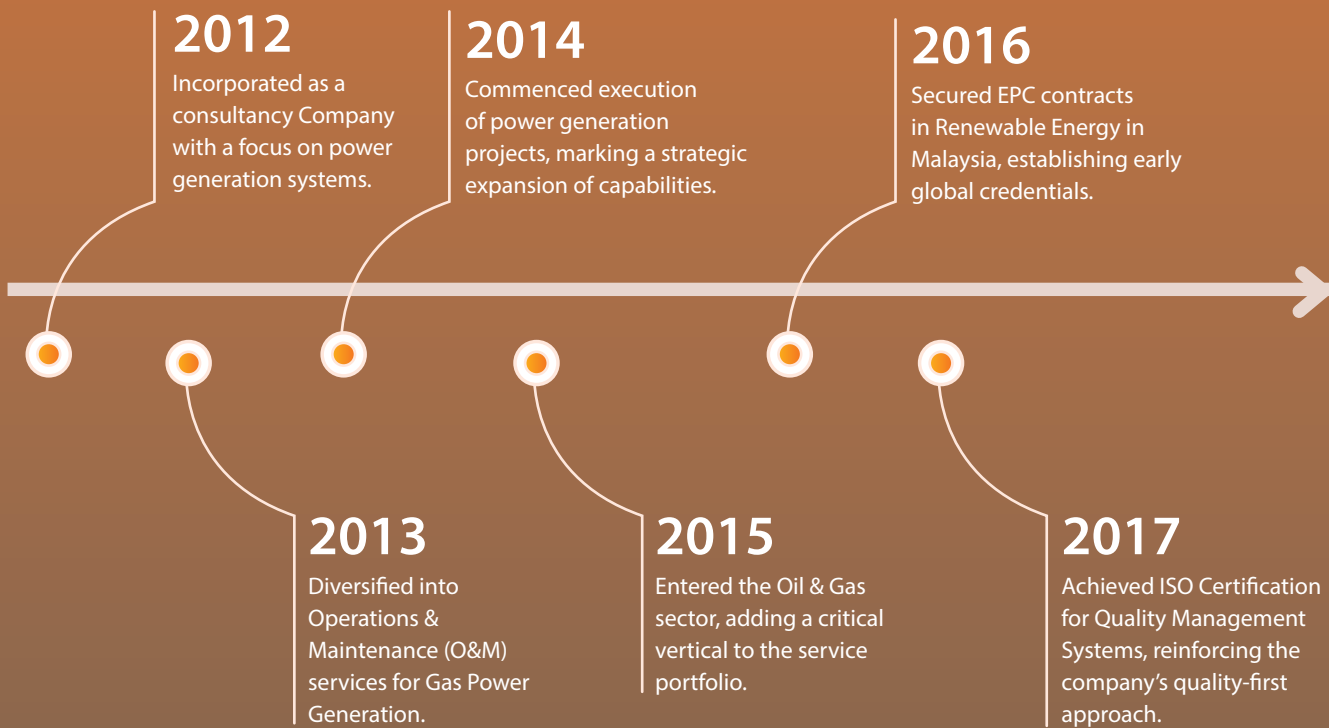 2012
Incorporated as a
consultancy Company
with a focus on power
generation systems.
2013
Diversified into
Operations &
Maintenance (O&M)
services for Gas Power
Generation.
2014
Commenced execution
of power generation
projects, marking a strategic
expansion of capabilities.
2015
Entered the Oil & Gas
sector, adding a critical
vertical to the service
portfolio.
2016
Secured EPC contracts
in Renewable Energy in
Malaysia, establishing early
global credentials.
2017
Achieved ISO Certification
for Quality Management
Systems, reinforcing the
company’s quality-first
approach.